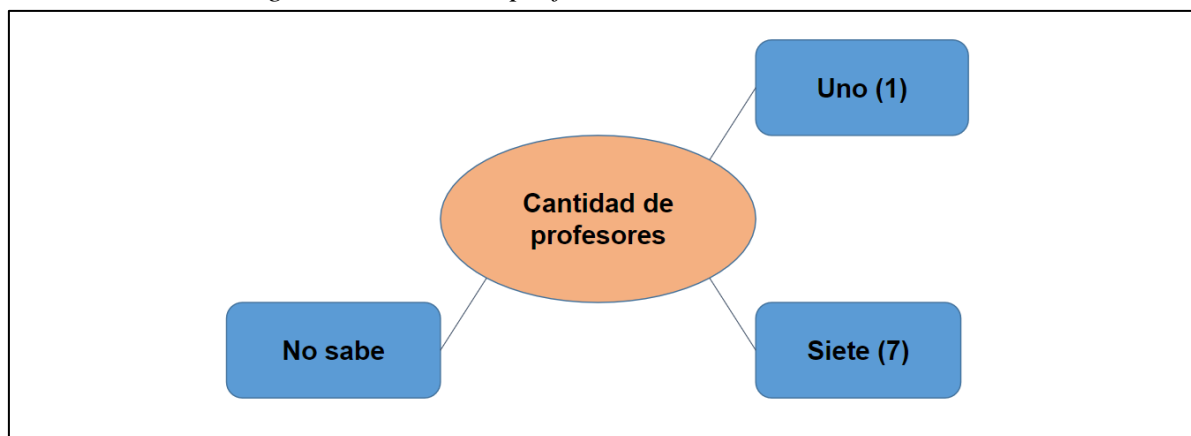 Uno (1)
Cantidad de
profesores
No sabe
Siete (7)